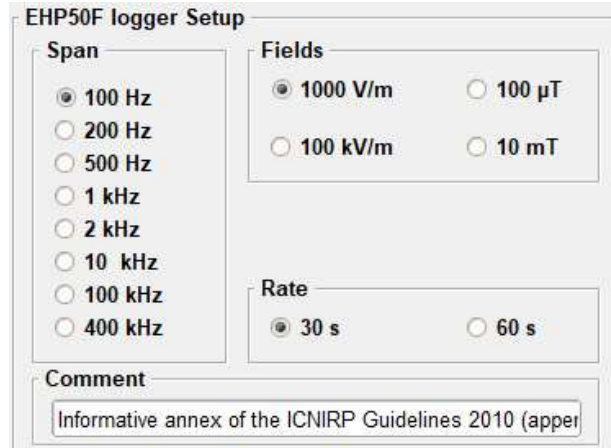 EHP50F logger Setup
Span
100 Hz
200 Hz
500 Hz
1 kHz
2 kHz
10 kHz
100 kHz
400 kHz
Fields
1000 V/m
100 µT
100 kV/m
10 mT
Rate
30 s
60 s
Comment
Informative annex of the ICNIRP Guidelines 2010 (apper